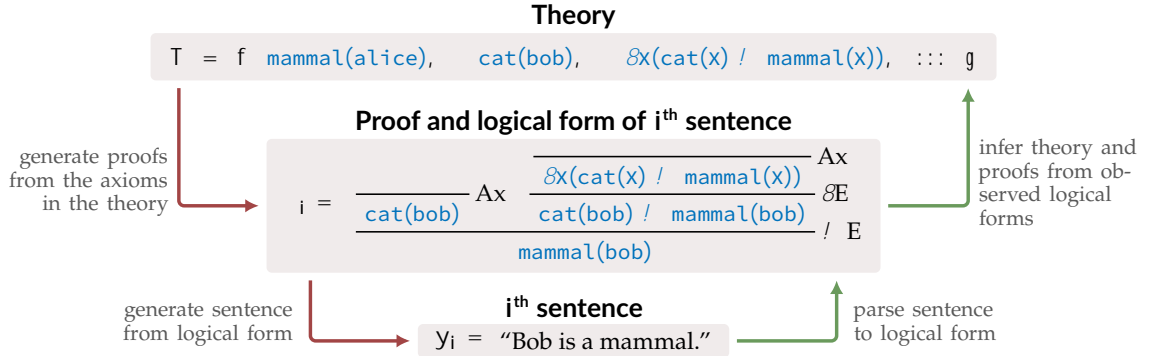 Theory
T = f mammal(alice), cat(bob), 8x(cat(x) ! mammal(x)), ::: g
generate proofs
from the axioms
in the theory
Proof and logical form of iᵗʰ sentence
Ax
8x(cat(x) ! mammal(x))
i = Ax 8E
cat(bob) cat(bob) ! mammal(bob)
! E
mammal(bob)
infer theory and
proofs from ob-
served logical
forms
generate sentence
from logical form
iᵗʰ sentence
yi = “Bob is a mammal.”
parse sentence
to logical form